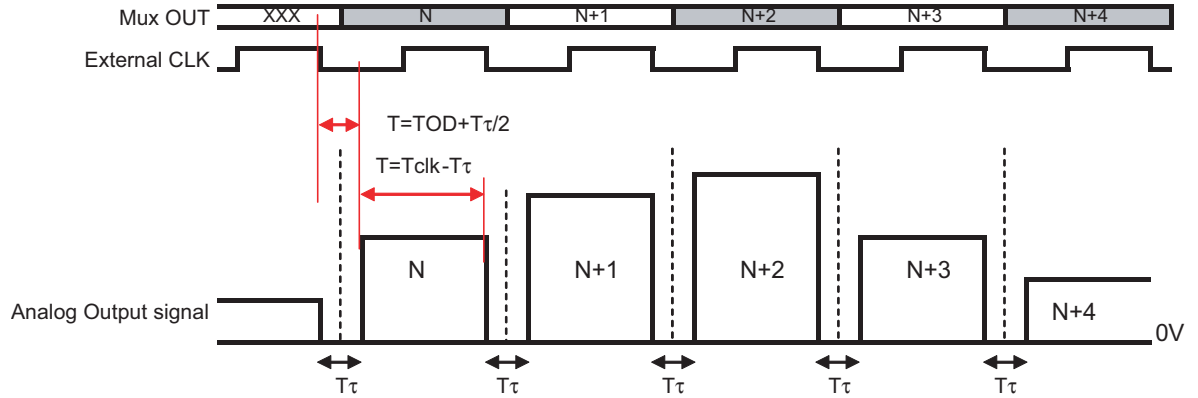 Mux OUT XXX N N+1 N+2 N+3 N+4
External CLK
T=TOD+Tτ/2
T=Tclk-Tτ
N N+1 N+2 N+3 N+4
Analog Output signal
0V
Tτ Tτ Tτ Tτ Tτ